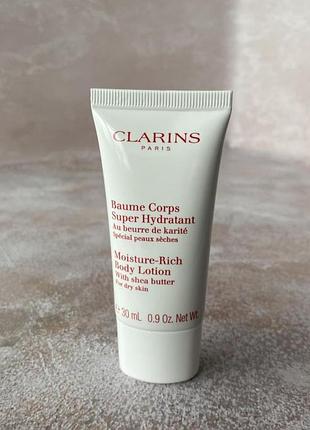 CLARINS
PARIS
Baume Corps
Super Hydratant
Au beurre de karité
Spécial peaux sèches
Moisture-Rich
Body Lotion
With shea butter
For dry skin
30 mL 0.9 Oz. Net Wt.